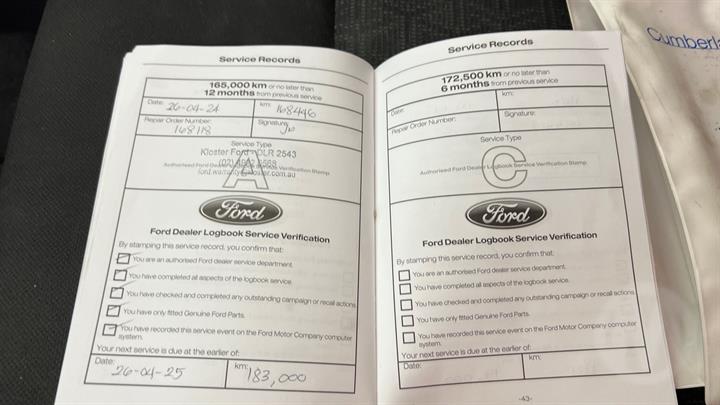 Service Records
165,000 km or no later than
12 months from previous service
Date: 26-04-24 km: 168446
Repair Order Number: Signature:
168118
Service Type
Kloster Ford DLR 2543
Authorised Ford Dealer Logbook Service Verification Stamp
A
Ford
Ford Dealer Logbook Service Verification
By stamping this service record, you confirm that:
You are an authorised Ford dealer service department.
You have completed all aspects of the logbook service.
You have checked and completed any outstanding campaign or recall actions.
You have only fitted Genuine Ford Parts.
You have recorded this service event on the Ford Motor Company computer
system.
Your next service is due at the earlier of:
Date: km:
26-04-25 183,000
Service Records
172,500 km or no later than
6 months from previous service
Date: km:
Repair Order Number: Signature:
Service Type
Authorised Ford Dealer Logbook Service Verification Stamp
C
Ford
Ford Dealer Logbook Service Verification
By stamping this service record, you confirm that:
You are an authorised Ford dealer service department.
You have completed all aspects of the logbook service.
You have checked and completed any outstanding campaign or recall actions.
You have only fitted Genuine Ford Parts.
You have recorded this service event on the Ford Motor Company computer
system.
Your next service is due at the earlier of:
Date: km:
-43-
Cumberla